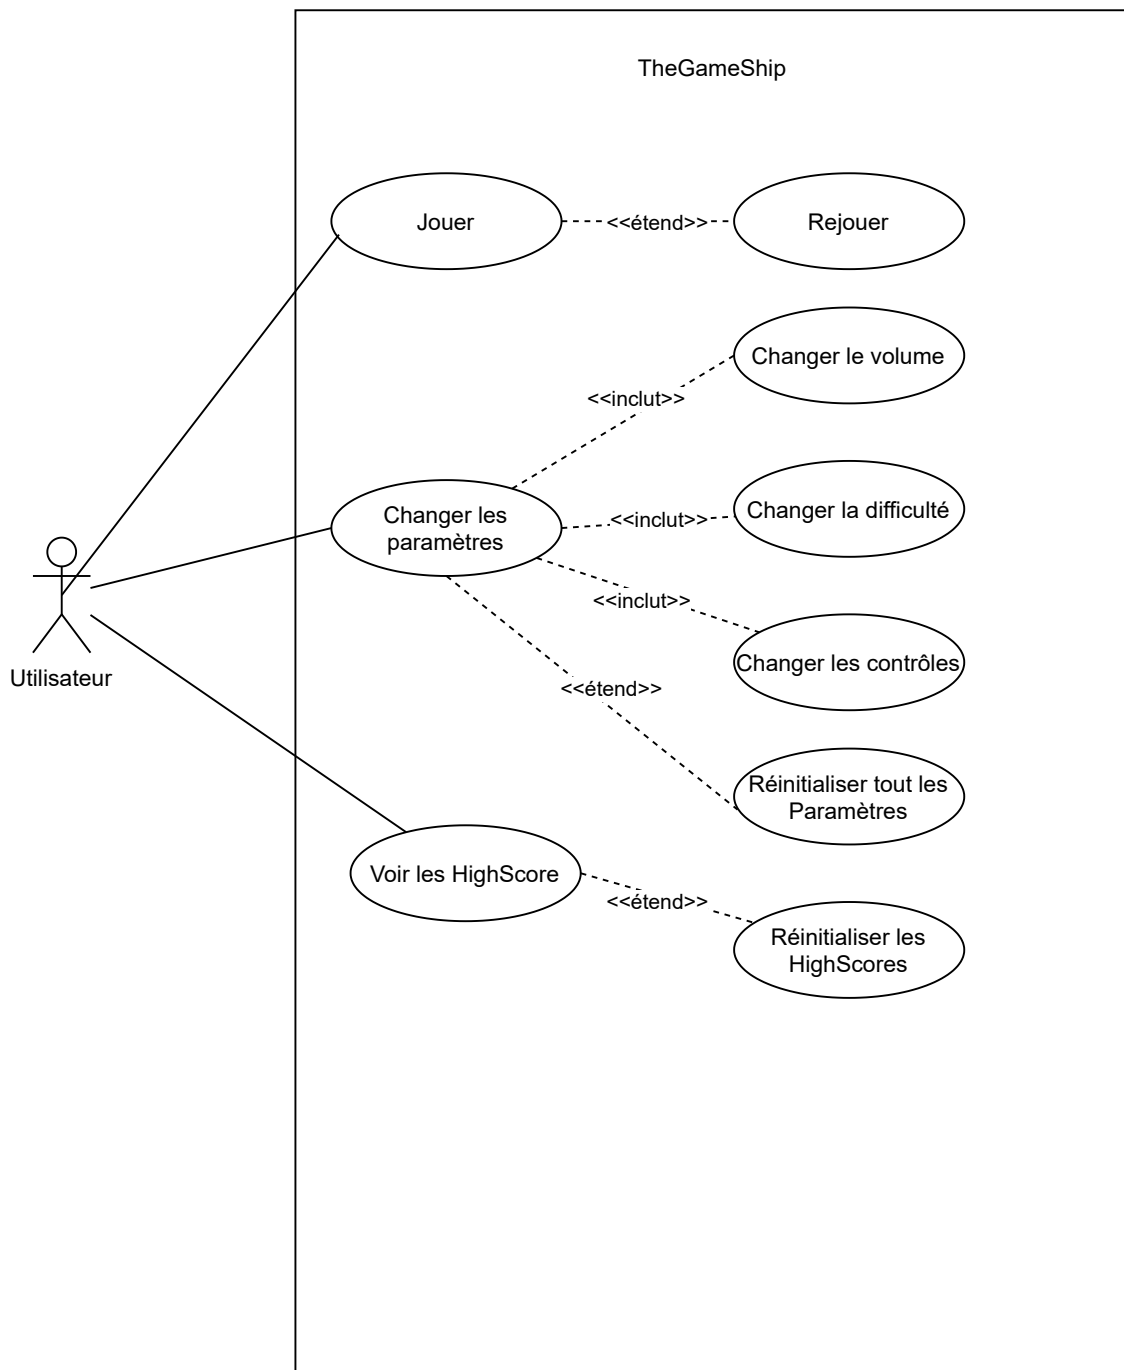 TheGameShip
Jouer
<<étend>>
Rejouer
Changer le volume
<<inclut>>
Changer les
paramètres
<<inclut>>
Changer la difficulté
<<inclut>>
Changer les contrôles
Utilisateur
<<étend>>
Réinitialiser tout les
Paramètres
Voir les HighScore
<<étend>>
Réinitialiser les
HighScores